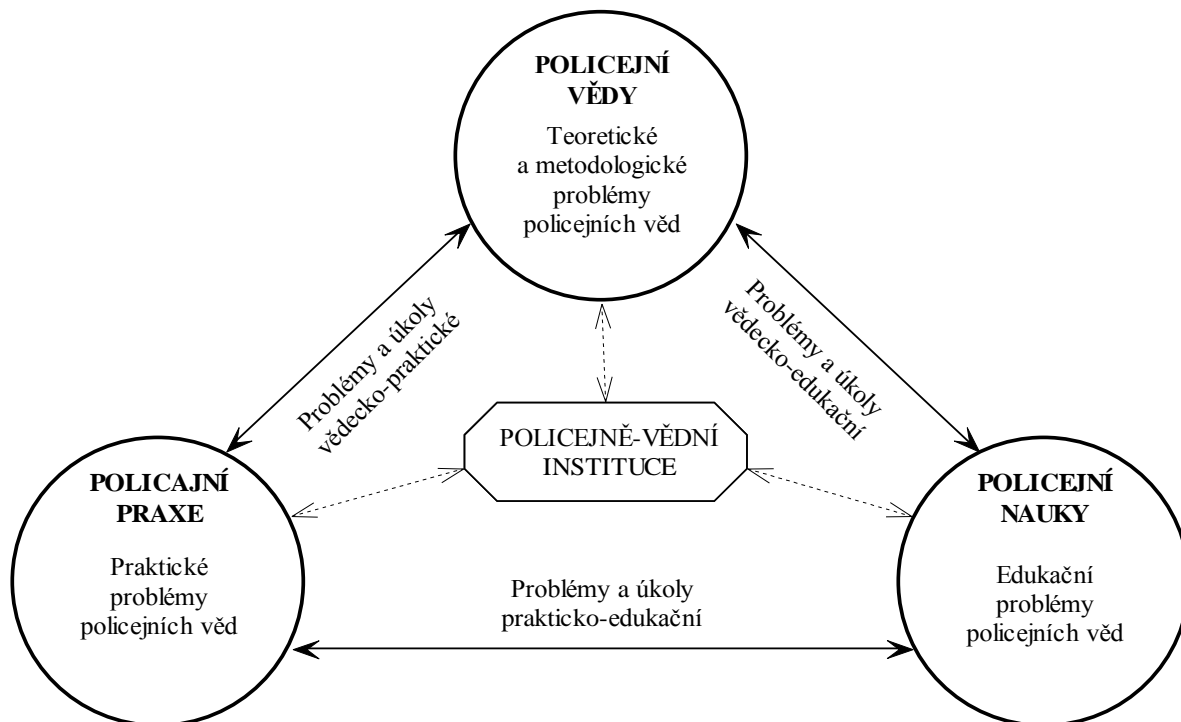 POLICEJNÍ
VĚDY
Teoretické
a metodologické
problémy
policejních věd
Problémy a úkoly
vědecko-praktické
Problémy a úkoly
vědecko-edukační
POLICEJNĚ-VĚDNÍ
INSTITUCE
POLICAJNÍ
PRAXE
Praktické
problémy
policejních věd
Problémy a úkoly
prakticko-edukační
POLICEJNÍ
NAUKY
Edukační
problémy
policejních věd